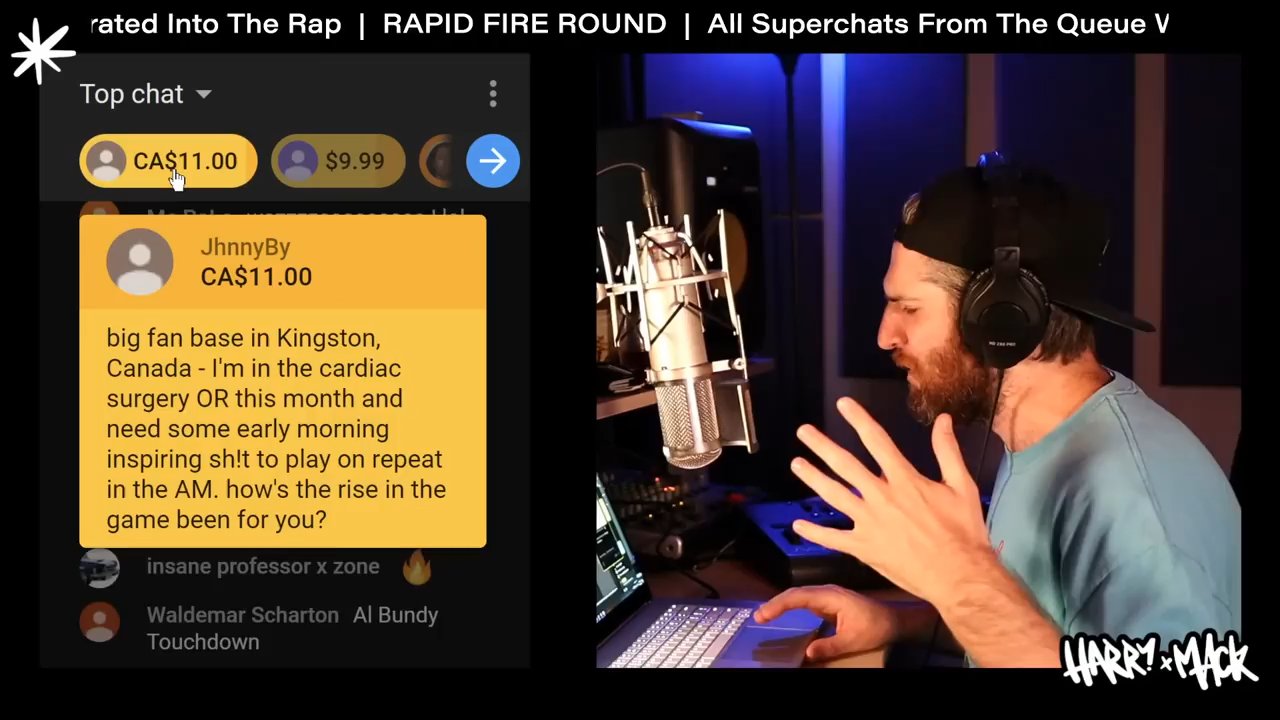 rated Into The Rap | RAPID FIRE ROUND | All Superchats From The Queue
Top chat
CA$11.00
$9.99
JhnnyBy
CA$11.00
big fan base in Kingston,
Canada - I'm in the cardiac
surgery OR this month and
need some early morning
inspiring sh!t to play on repeat
in the AM. how's the rise in the
game been for you?
insane professor x zone
Waldemar Scharton Al Bundy
Touchdown
HARRY x MACK